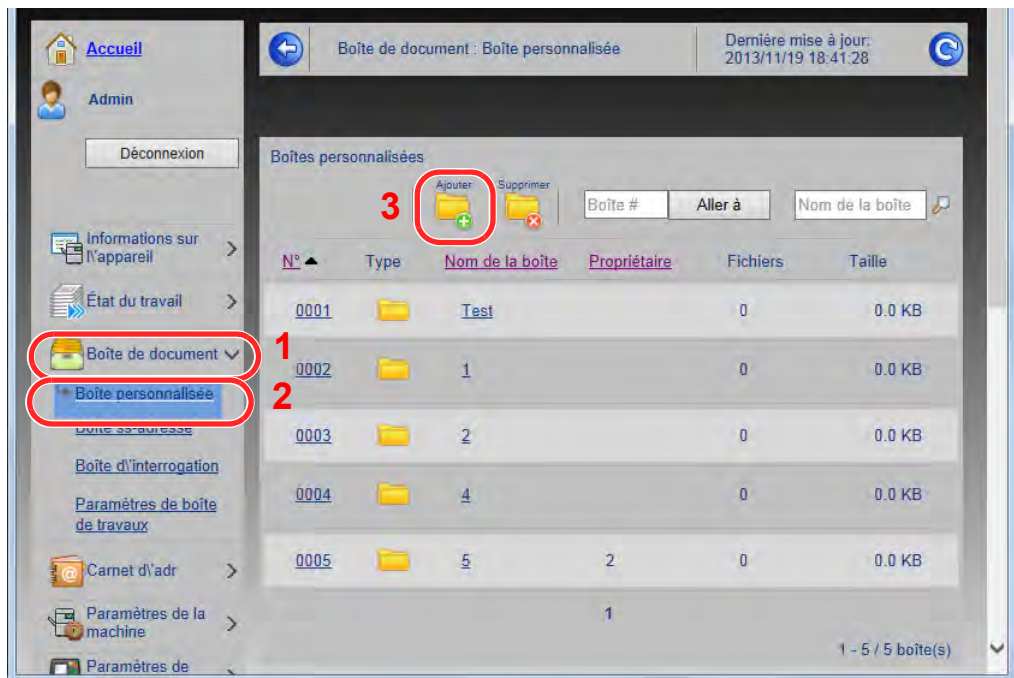 Accueil
Boîte de document : Boîte personnalisée
Dernière mise à jour:
2013/11/19 18:41:28
Admin
Déconnexion
Boîtes personnalisées
3
Ajouter
Supprimer
Boîte #
Aller à
Nom de la boîte
Informations sur
l\'appareil
État du travail
Boîte de document
1
Boîte personnalisée
2
Boîte ss-adresse
Boîte d\'interrogation
Paramètres de boîte
de travaux
Carnet d\'adr
Paramètres de la
machine
Paramètres de
N° Type Nom de la boîte Propriétaire Fichiers Taille
0001 Test 0 0.0 KB
0002 1 0 0.0 KB
0003 2 0 0.0 KB
0004 4 0 0.0 KB
0005 5 2 0 0.0 KB
1
1 - 5 / 5 boîte(s)